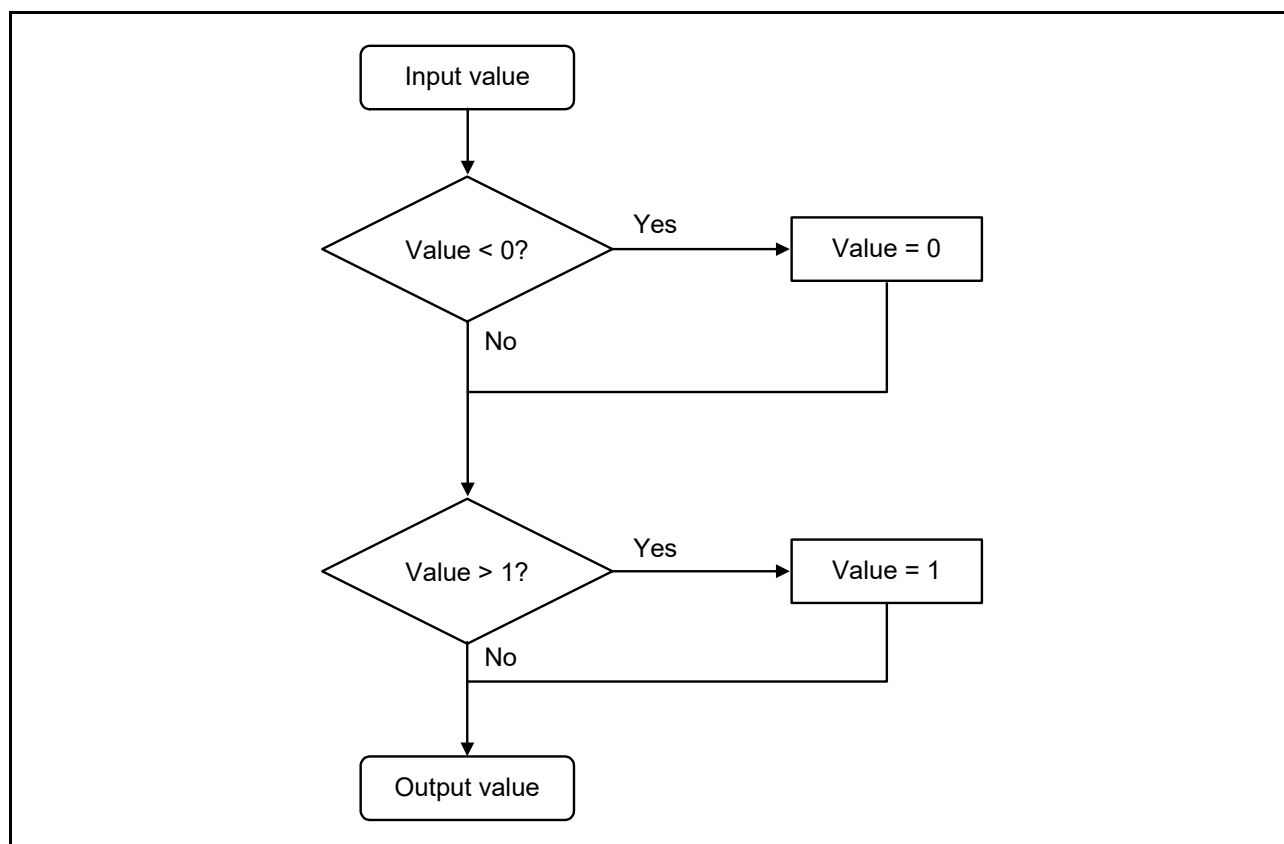 Input value
Value < 0?
Yes
Value = 0
No
Value > 1?
Yes
Value = 1
No
Output value